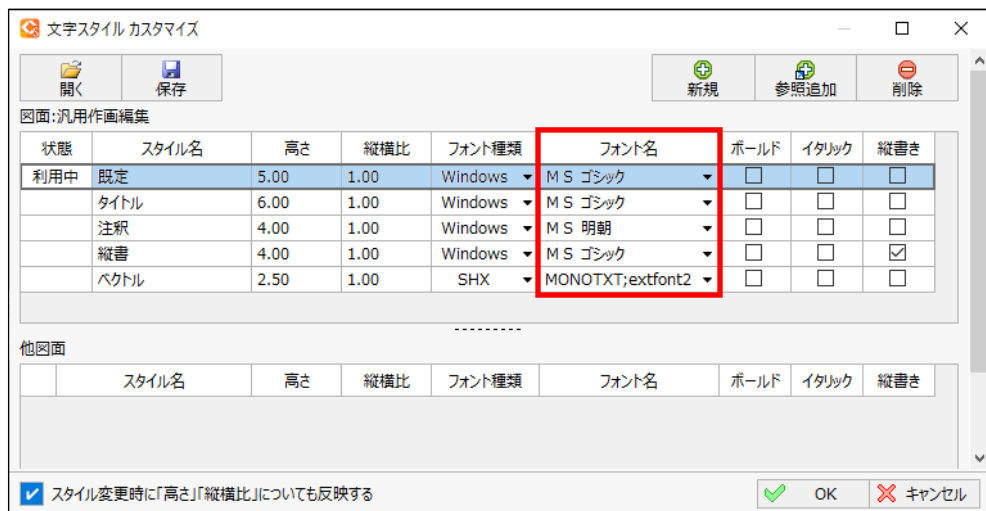 文字スタイル カスタマイズ
開く 保存 新規 参照追加 削除
図面:汎用作画編集
状態 スタイル名 高さ 縦横比 フォント種類 フォント名 ボールド イタリック 縦書き
利用中 既定 5.00 1.00 Windows ＭＳ ゴシック
タイトル 6.00 1.00 Windows ＭＳ ゴシック
注釈 4.00 1.00 Windows ＭＳ 明朝
縦書 4.00 1.00 Windows ＭＳ ゴシック
ベクトル 2.50 1.00 SHX MONOTXT;extfont2
他図面
スタイル名 高さ 縦横比 フォント種類 フォント名 ボールド イタリック 縦書き
スタイル変更時に「高さ」「縦横比」についても反映する OK キャンセル